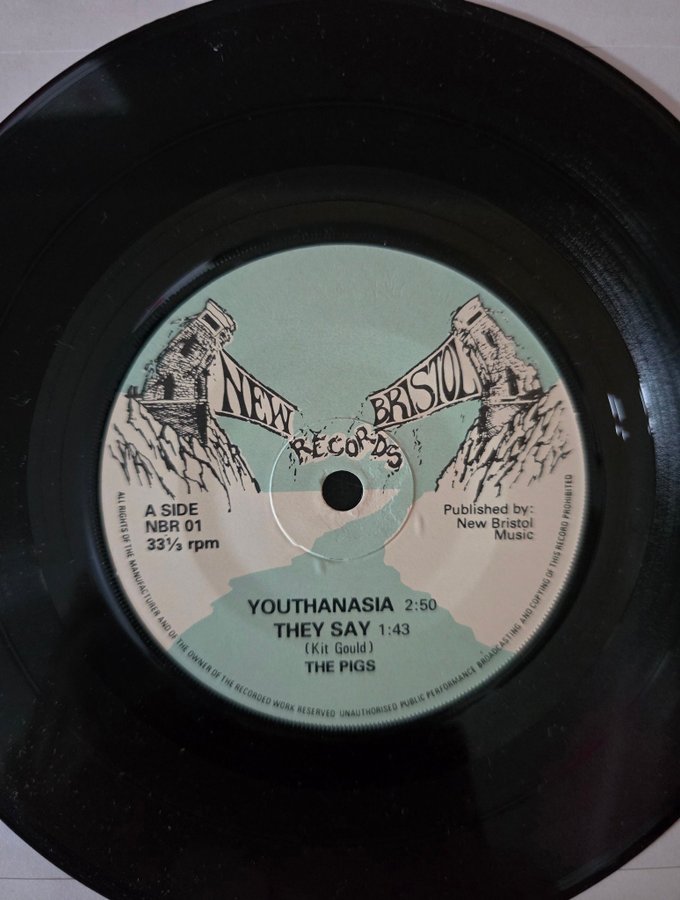 NEW BRISTOL
RECORDS
A SIDE
NBR 01
33⅓ rpm
Published by:
New Bristol
Music
YOUTHANASIA 2:50
THEY SAY 1:43
(Kit Gould)
THE PIGS
ALL RIGHTS OF THE MANUFACTURER AND OF THE OWNER OF THE RECORDED WORK RESERVED UNAUTHORISED PUBLIC PERFORMANCE BROADCASTING AND COPYING OF THIS RECORD PROHIBITED